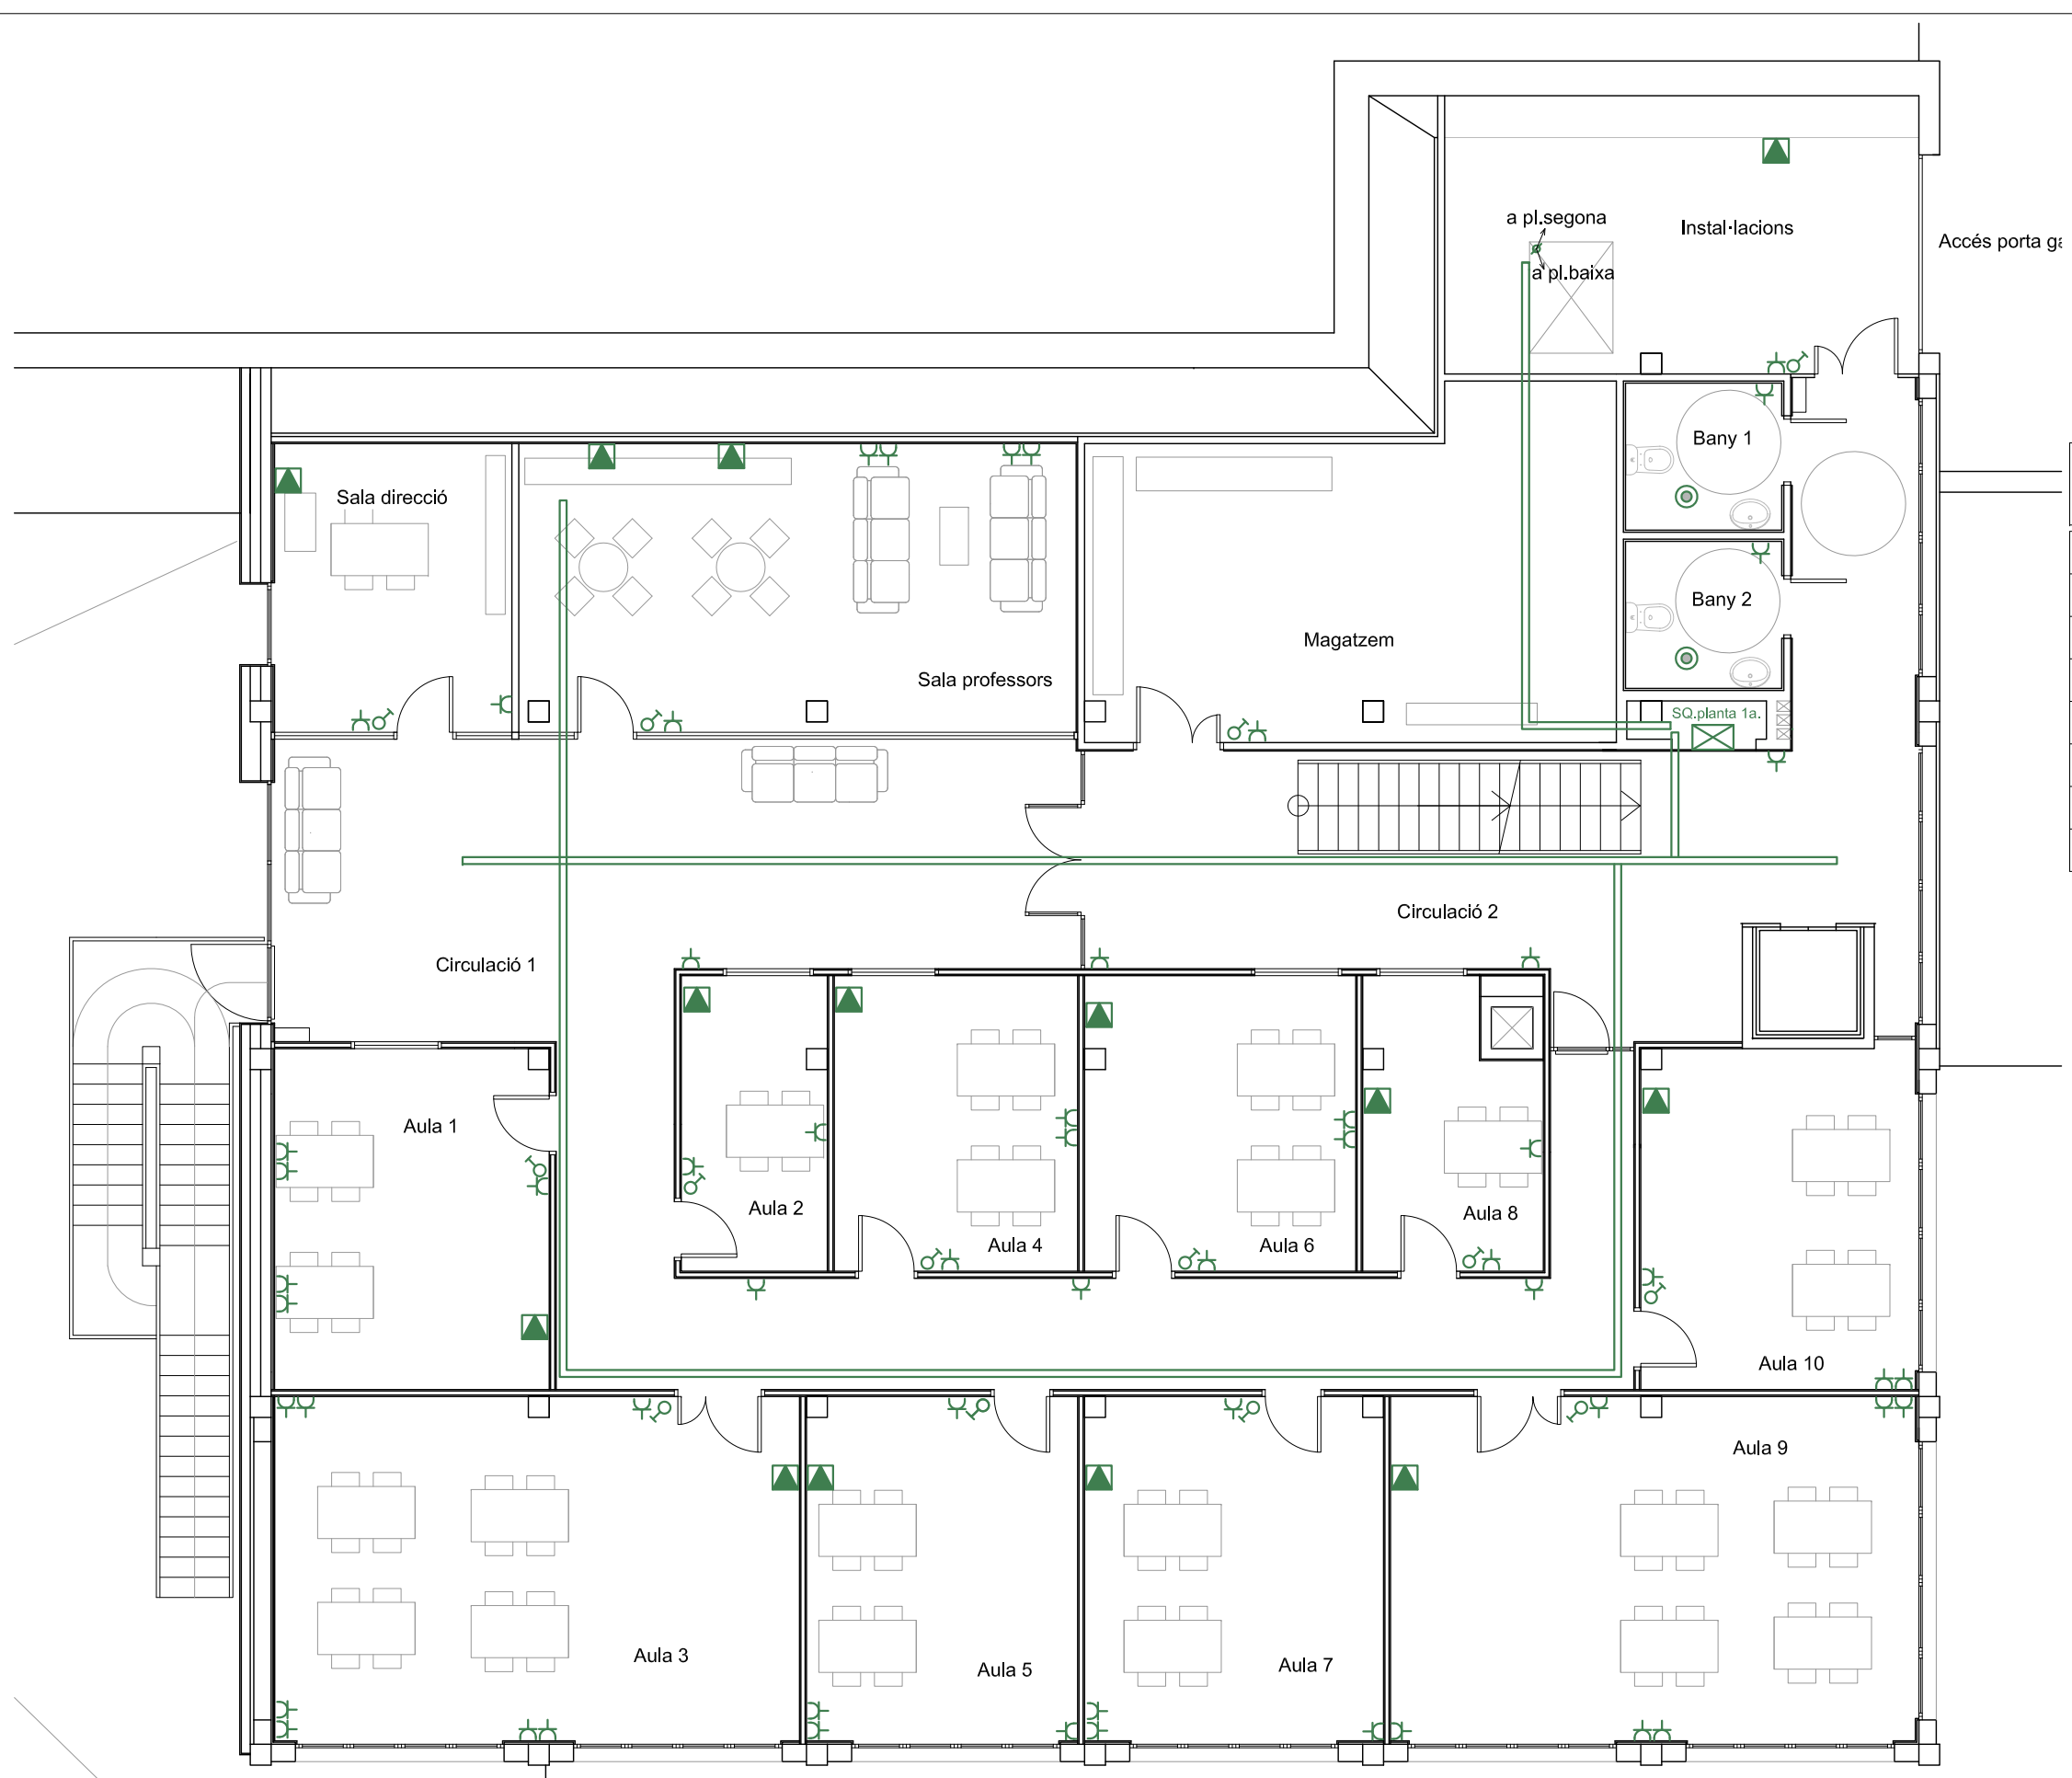 a pl.segona
Instal·lacions
Accés porta
a pl.baixa
Bany 1
Sala direcció
Bany 2
Magatzem
Sala professors
SQ.planta 1a.
Circulació 2
Circulació 1
Aula 1
Aula 2
Aula 8
Aula 4
Aula 6
Aula 10
Aula 9
Aula 3
Aula 5
Aula 7